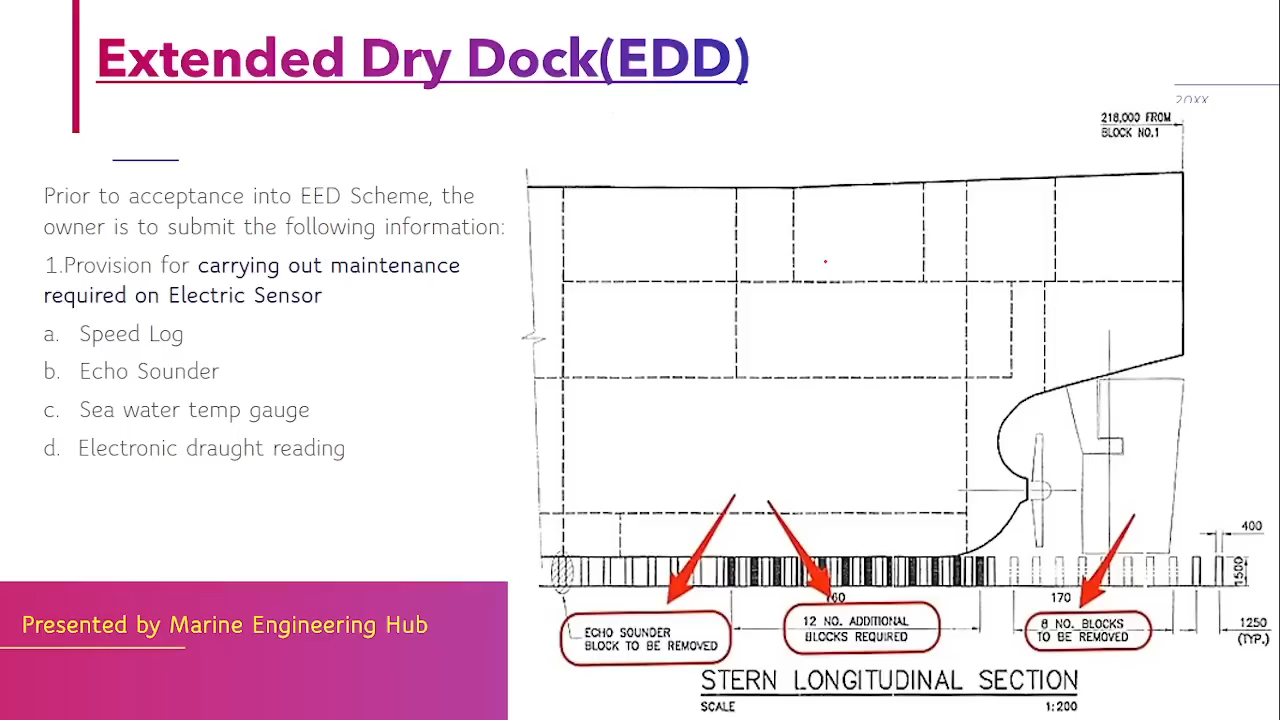 Extended Dry Dock(EDD)
20XX
Prior to acceptance into EED Scheme, the
owner is to submit the following information:
1.Provision for carrying out maintenance
required on Electric Sensor
a. Speed Log
b. Echo Sounder
c. Sea water temp gauge
d. Electronic draught reading
Presented by Marine Engineering Hub
218,000 FROM
BLOCK NO.1
400
1500
160
170
1250
(TYP.)
ECHO SOUNDER
BLOCK TO BE REMOVED
12 NO. ADDITIONAL
BLOCKS REQUIRED
8 NO. BLOCKS
TO BE REMOVED
STERN LONGITUDINAL SECTION
SCALE 1:200